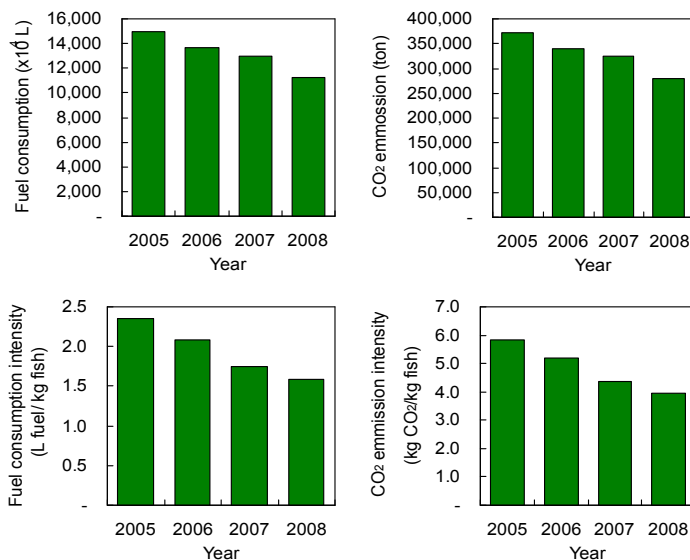 Fuel consumption (x10⁴ L)
16,000
14,000
12,000
10,000
8,000
6,000
4,000
2,000
-
2005 2006 2007 2008
Year
CO2 emmossion (ton)
400,000
350,000
300,000
250,000
200,000
150,000
100,000
50,000
-
2005 2006 2007 2008
Year
Fuel consumption intensity
(L fuel/ kg fish)
2.5
2.0
1.5
1.0
0.5
-
2005 2006 2007 2008
Year
CO2 emmission intensity
(kg CO2/kg fish)
7.0
6.0
5.0
4.0
3.0
2.0
1.0
-
2005 2006 2007 2008
Year